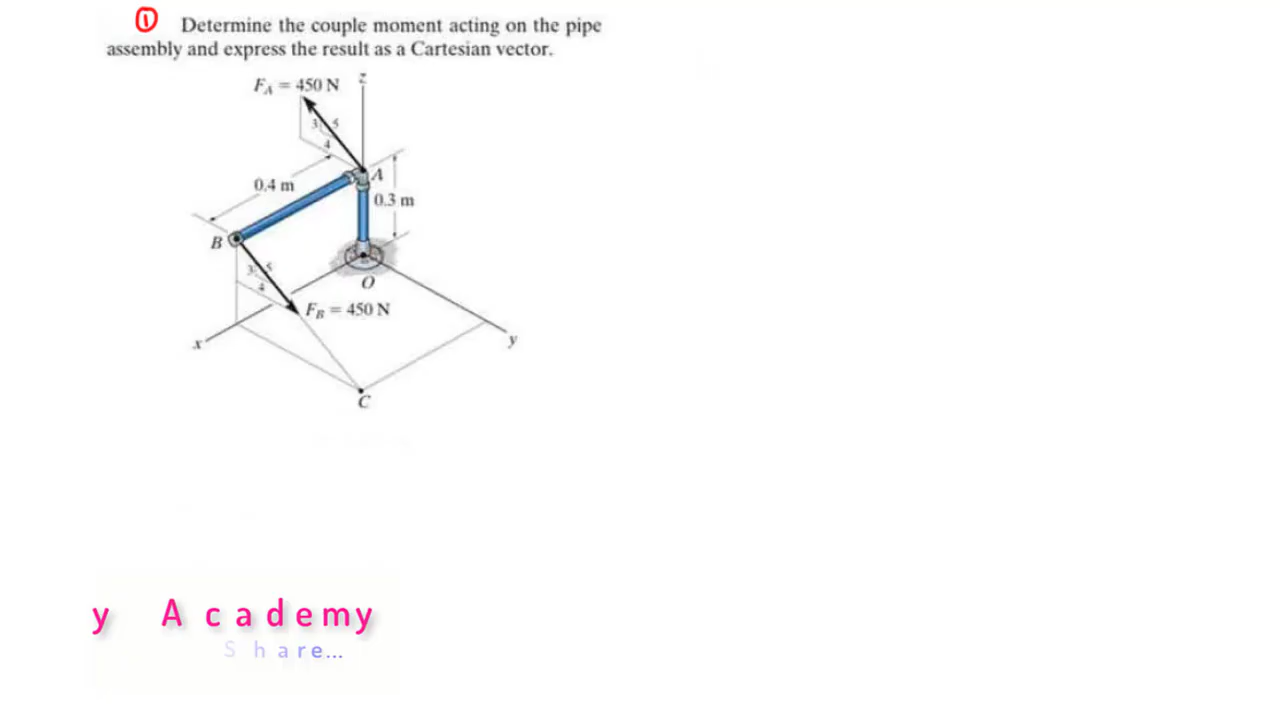 ① Determine the couple moment acting on the pipe
assembly and express the result as a Cartesian vector.
F_A = 450 N
z
3
5
4
A
0.4 m
0.3 m
B
3
5
4
O
F_B = 450 N
x
y
C
y Academy
Share...